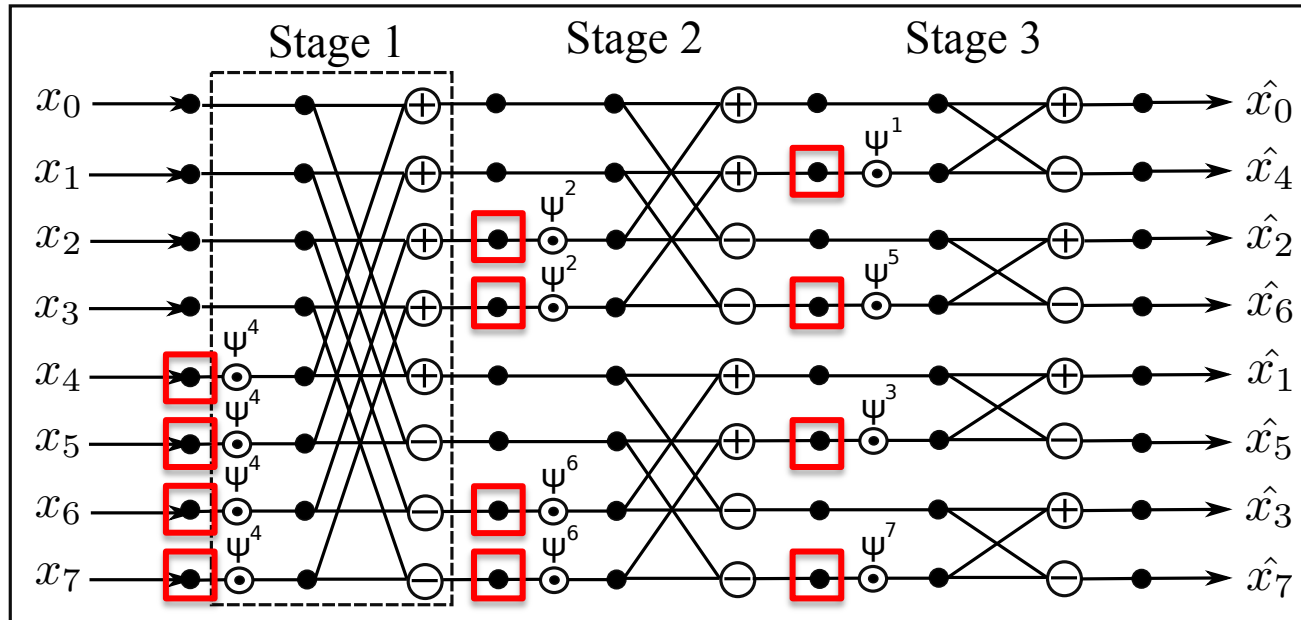 Stage 1 Stage 2 Stage 3
x₀ x̂₀
x₁ ψ¹ x̂₄
x₂ ψ² x̂₂
x₃ ψ² ψ⁵ x̂₆
x₄ ψ⁴ x̂₁
x₅ ψ⁴ ψ³ x̂₅
x₆ ψ⁴ ψ⁶ x̂₃
x₇ ψ⁴ ψ⁶ ψ⁷ x̂₇